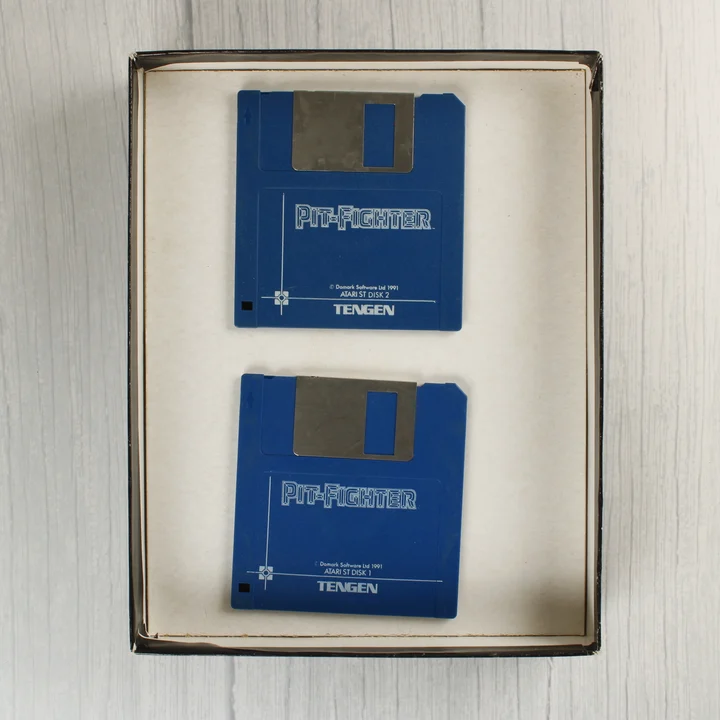 PIT-FIGHTER
© Domark Software Ltd 1991
ATARI ST DISK 2
TENGEN
PIT-FIGHTER
© Domark Software Ltd 1991
ATARI ST DISK 1
TENGEN